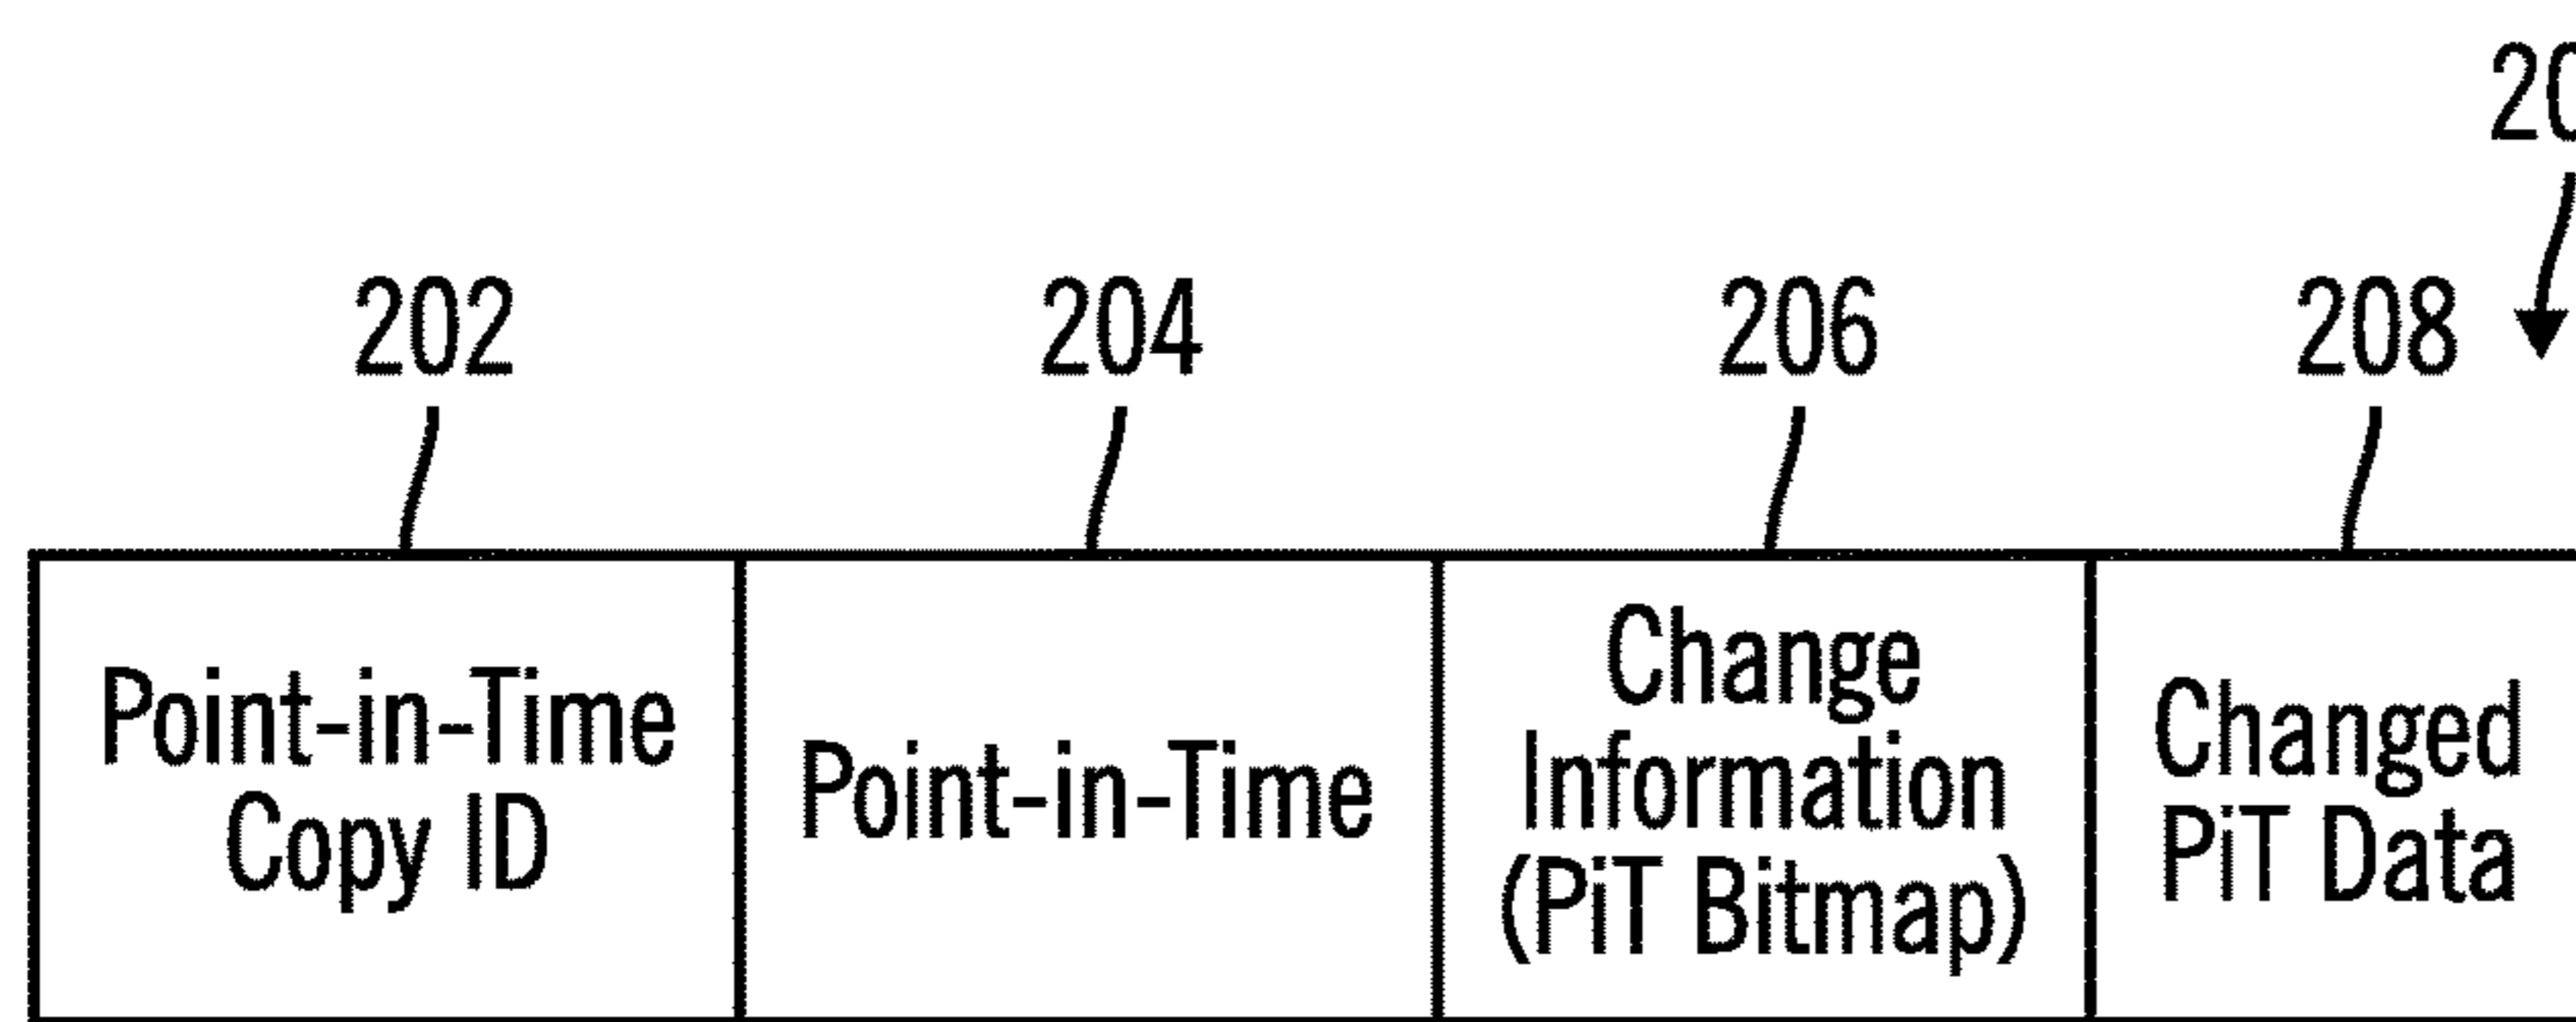 202
204
206
208
Point-in-Time
Copy ID
Point-in-Time
Change
Information
(PiT Bitmap)
Changed
PiT Data